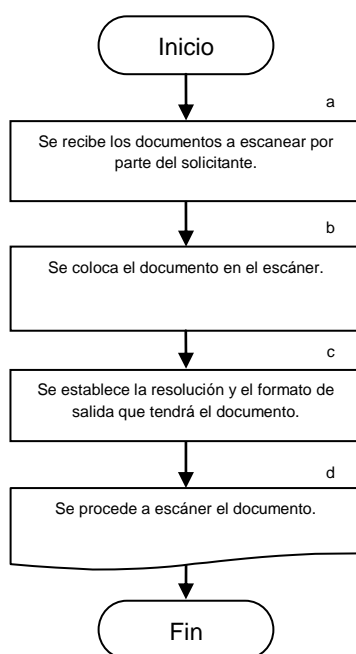 Inicio
a
Se recibe los documentos a escanear por
parte del solicitante.
b
Se coloca el documento en el escáner.
c
Se establece la resolución y el formato de
salida que tendrá el documento.
d
Se procede a escáner el documento.
Fin